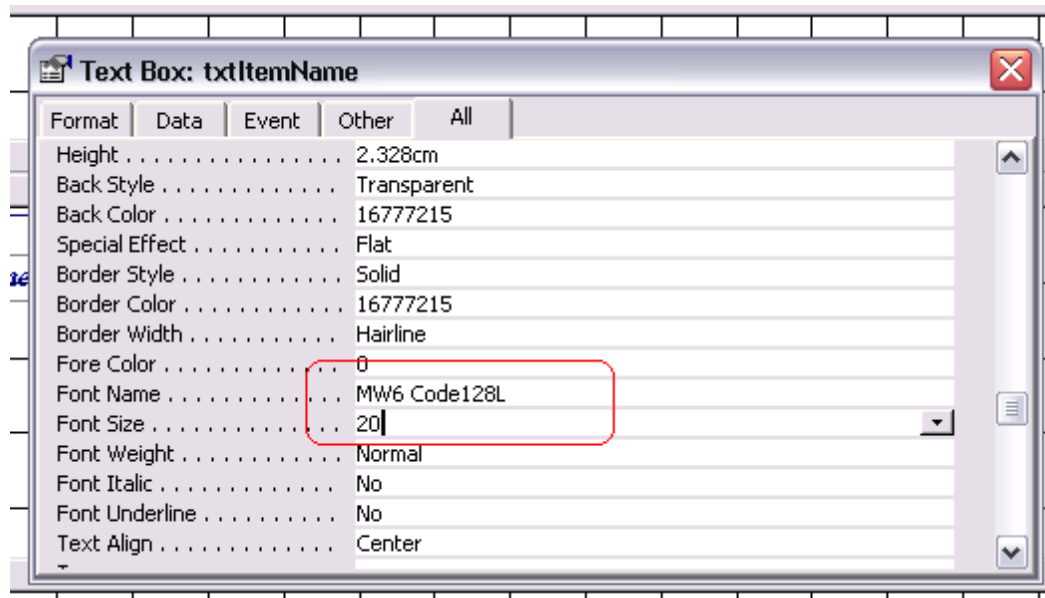 Text Box: txtItemName
Format Data Event Other All
Height . . . . . . . . . . . . . . . . . 2.328cm
Back Style . . . . . . . . . . . . . Transparent
Back Color . . . . . . . . . . . . . 16777215
Special Effect . . . . . . . . . . . Flat
Border Style . . . . . . . . . . . . Solid
Border Color . . . . . . . . . . . . 16777215
Border Width . . . . . . . . . . . Hairline
Fore Color . . . . . . . . . . . . . 0
Font Name . . . . . . . . . . . . . MW6 Code128L
Font Size . . . . . . . . . . . . . . 20
Font Weight . . . . . . . . . . . . Normal
Font Italic . . . . . . . . . . . . . No
Font Underline . . . . . . . . . . No
Text Align . . . . . . . . . . . . . Center